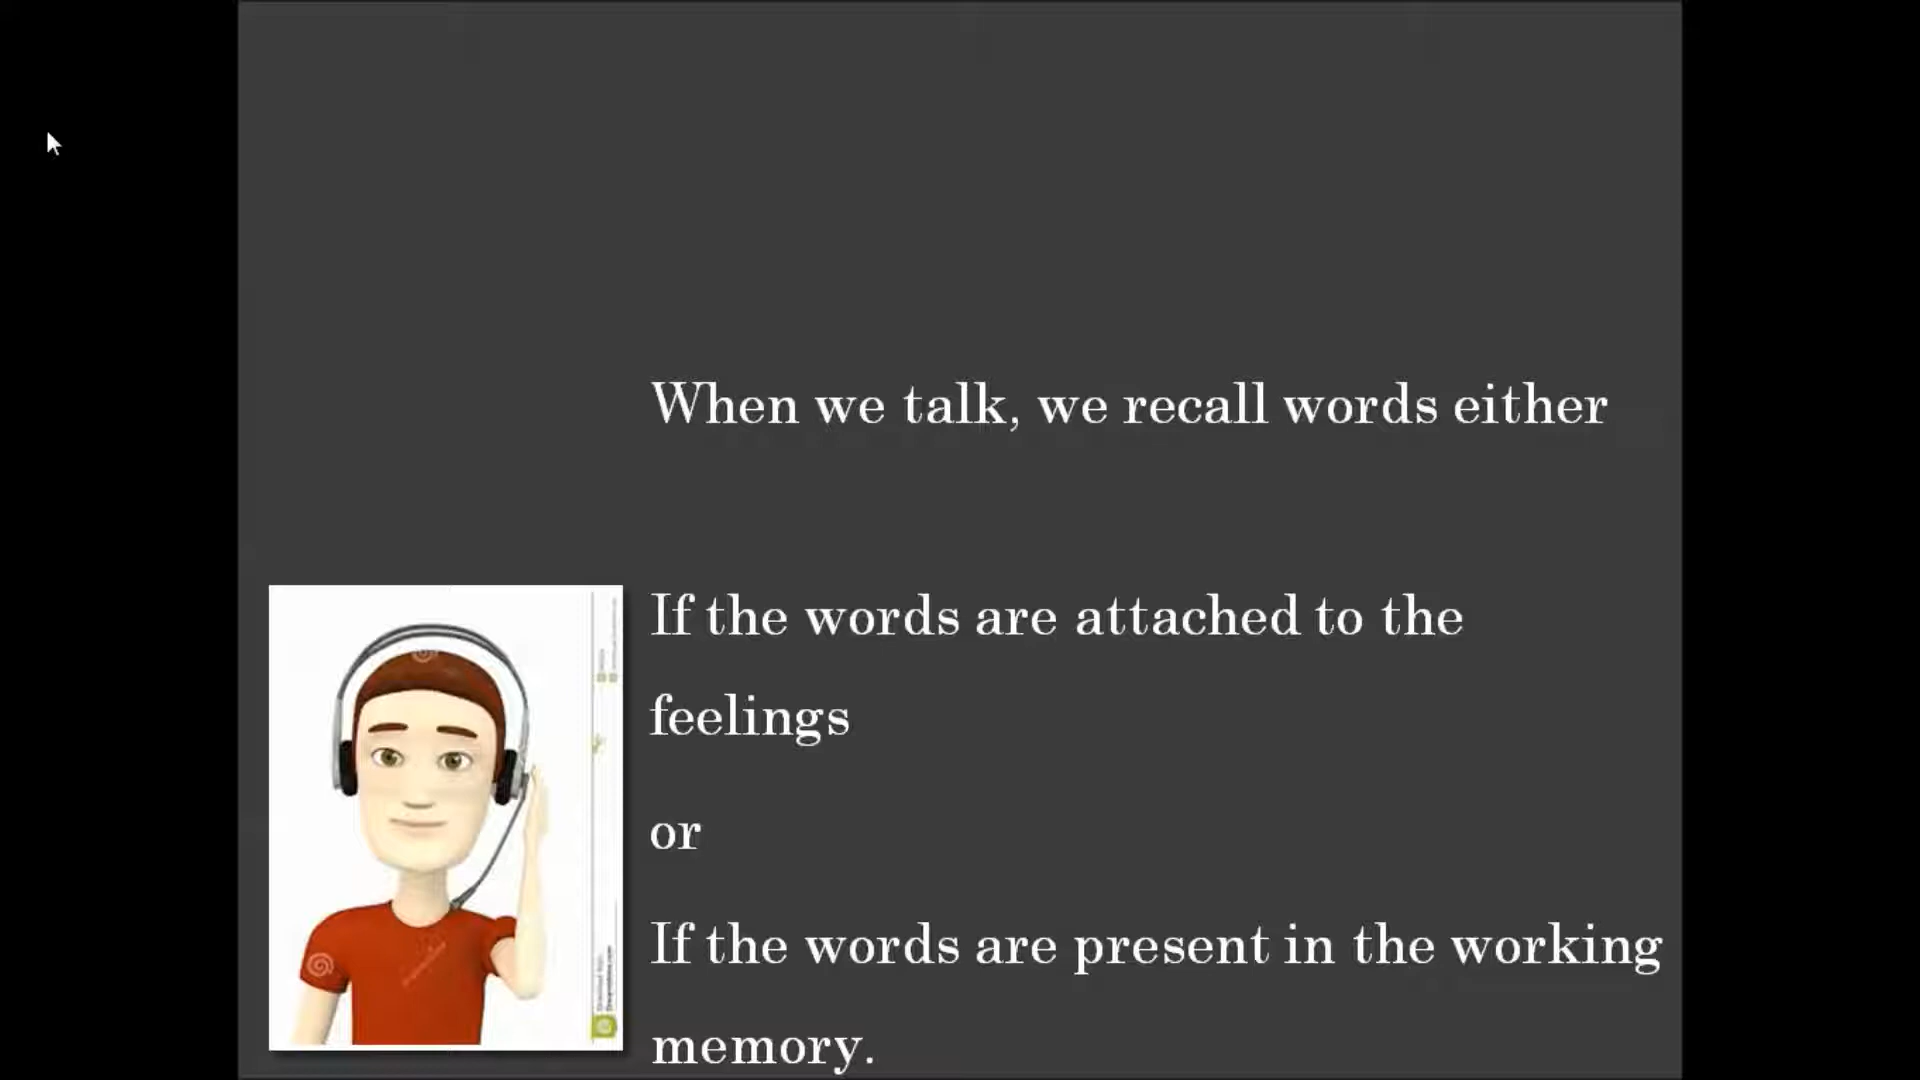 When we talk, we recall words either
If the words are attached to the
feelings
or
If the words are present in the working
memory.